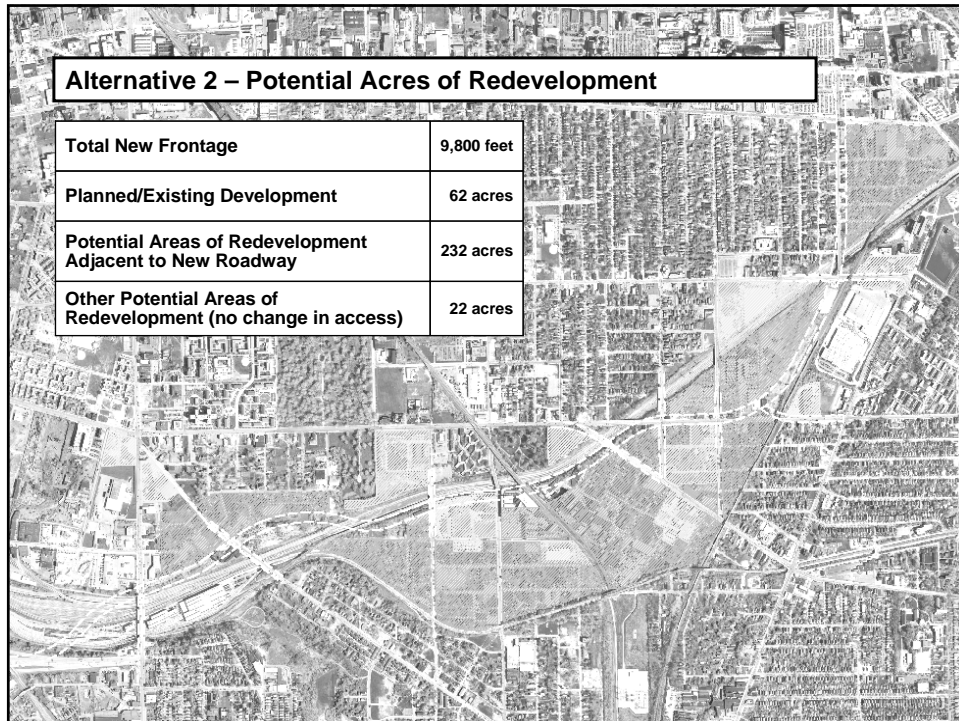 Alternative 2 – Potential Acres of Redevelopment
Total New Frontage 9,800 feet
Planned/Existing Development 62 acres
Potential Areas of Redevelopment
Adjacent to New Roadway 232 acres
Other Potential Areas of
Redevelopment (no change in access) 22 acres